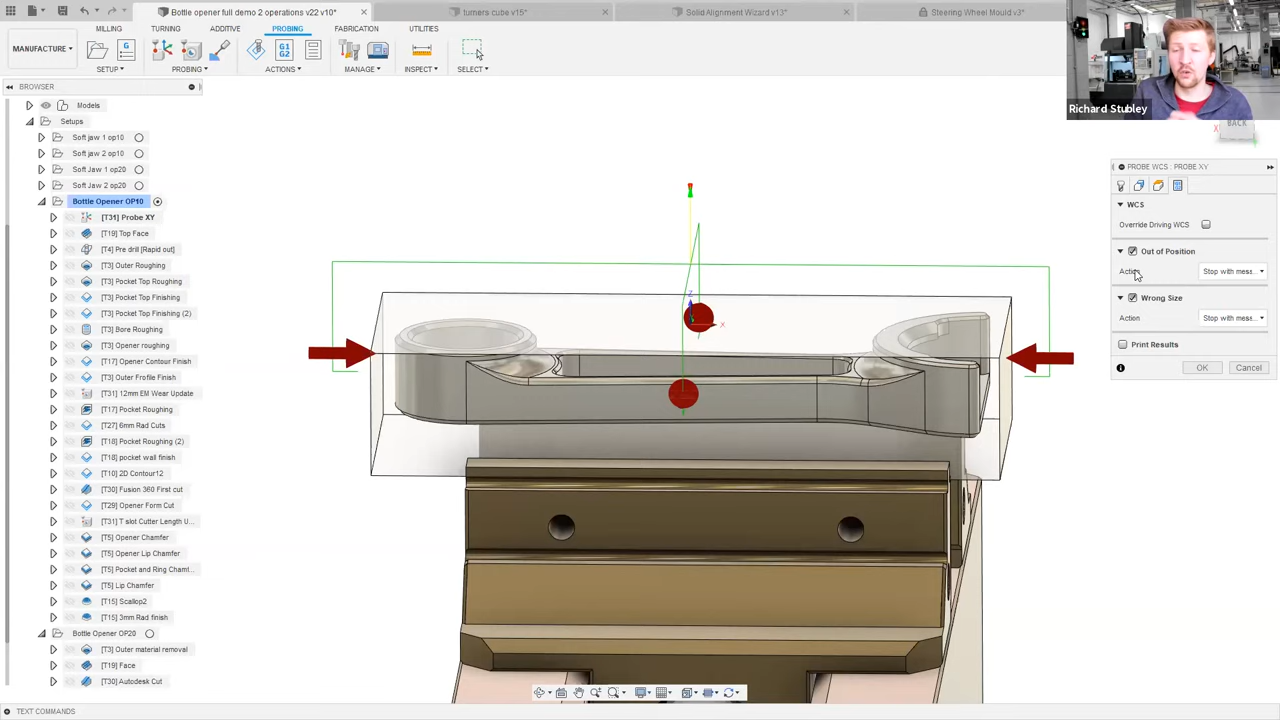 Bottle opener full demo 2 operations v22 v10*
turners cube v15*
Solid Alignment Wizard v13*
Steering Wheel Mould v3*
MILLING
TURNING
ADDITIVE
PROBING
FABRICATION
UTILITIES
MANUFACTURE
G1
G2
SETUP
PROBING
ACTIONS
MANAGE
INSPECT
SELECT
Richard Stubley
BACK
BROWSER
Models
Setups
Soft jaw 1 op10
Soft jaw 2 op10
Soft Jaw 1 op20
Soft Jaw 2 op20
Bottle Opener OP10
[T31] Probe XY
[T19] Top Face
[T4] Pre drill [Rapid out]
[T3] Outer Roughing
[T3] Pocket Top Roughing
[T3] Pocket Top Finishing
[T3] Pocket Top Finishing (2)
[T3] Bore Roughing
[T3] Opener roughing
[T17] Opener Contour Finish
[T3] Outer Frofile Finish
[T31] 12mm EM Wear Update
[T17] Pocket Roughing
[T27] 6mm Rad Cuts
[T18] Pocket Roughing (2)
[T18] pocket wall finish
[T10] 2D Contour12
[T30] Fusion 360 First cut
[T29] Opener Form Cut
[T31] T slot Cutter Length U...
[T5] Opener Chamfer
[T5] Opener Lip Chamfer
[T5] Pocket and Ring Chamf...
[T5] Lip Chamfer
[T15] Scallop2
[T15] 3mm Rad finish
Bottle Opener OP20
[T3] Outer material removal
[T19] Face
[T30] Autodesk Cut
Z
X
X
PROBE WCS : PROBE XY
WCS
Override Driving WCS
Out of Position
Action
Stop with mess...
Wrong Size
Action
Stop with mess...
Print Results
OK
Cancel
TEXT COMMANDS